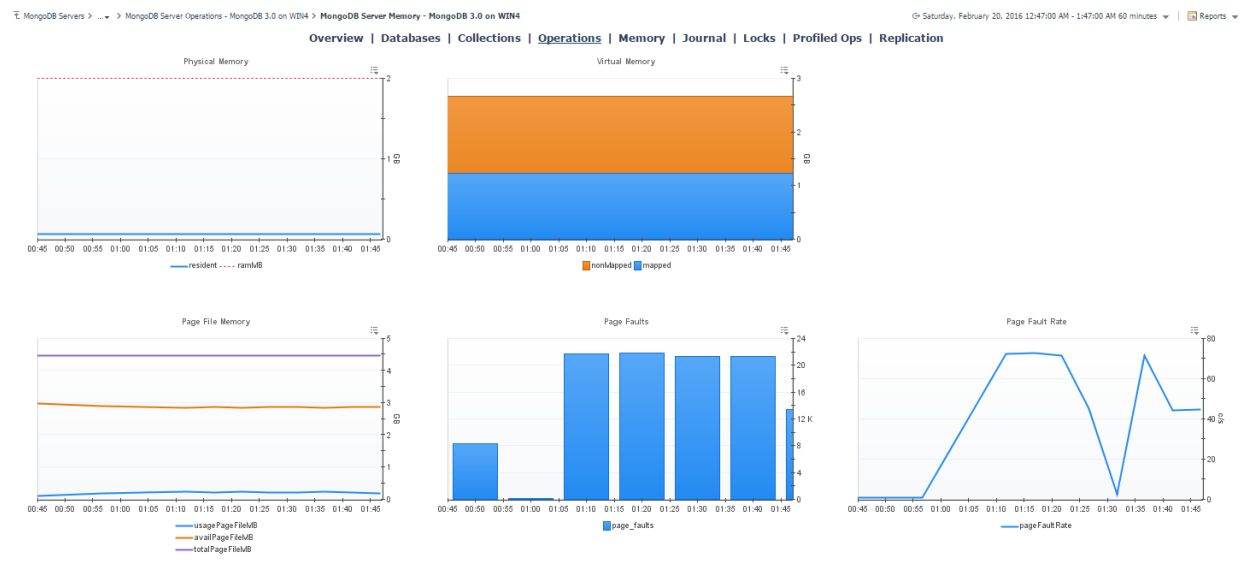 MongoDB Servers > ... > MongoDB Server Operations - MongoDB 3.0 on WIN4 > MongoDB Server Memory - MongoDB 3.0 on WIN4
Saturday, February 20, 2016 12:47:00 AM - 1:47:00 AM 60 minutes | Reports
Overview | Databases | Collections | Operations | Memory | Journal | Locks | Profiled Ops | Replication
Physical Memory
2
1
0
GB
00:45 00:50 00:55 01:00 01:05 01:10 01:15 01:20 01:25 01:30 01:35 01:40 01:45
resident ramMB
Virtual Memory
3
2
1
0
GB
00:45 00:50 00:55 01:00 01:05 01:10 01:15 01:20 01:25 01:30 01:35 01:40 01:45
nonMapped mapped
Page File Memory
5
4
3
2
1
0
GB
00:45 00:50 00:55 01:00 01:05 01:10 01:15 01:20 01:25 01:30 01:35 01:40 01:45
usagePageFileMB
availPageFileMB
totalPageFileMB
Page Faults
24
20
16
12 K
8
4
0
00:45 00:50 00:55 01:00 01:05 01:10 01:15 01:20 01:25 01:30 01:35 01:40 01:45
page_faults
Page Fault Rate
80
60
40
20
0
c/s
00:45 00:50 00:55 01:00 01:05 01:10 01:15 01:20 01:25 01:30 01:35 01:40 01:45
pageFaultRate